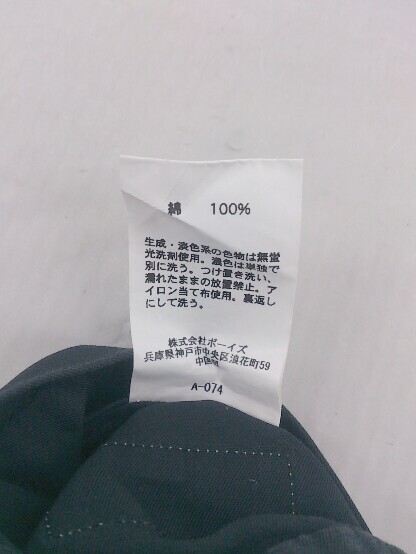 綿 100%
生成・淡色系の色物は無蛍
光洗剤使用。濃色は単独で
別に洗う。つけ置き洗い、
濡れたままの放置禁止。ア
イロン当て布使用。裏返し
にして洗う。
株式会社ボーイズ
兵庫県神戸市中央区浪花町59
中国製
A-074